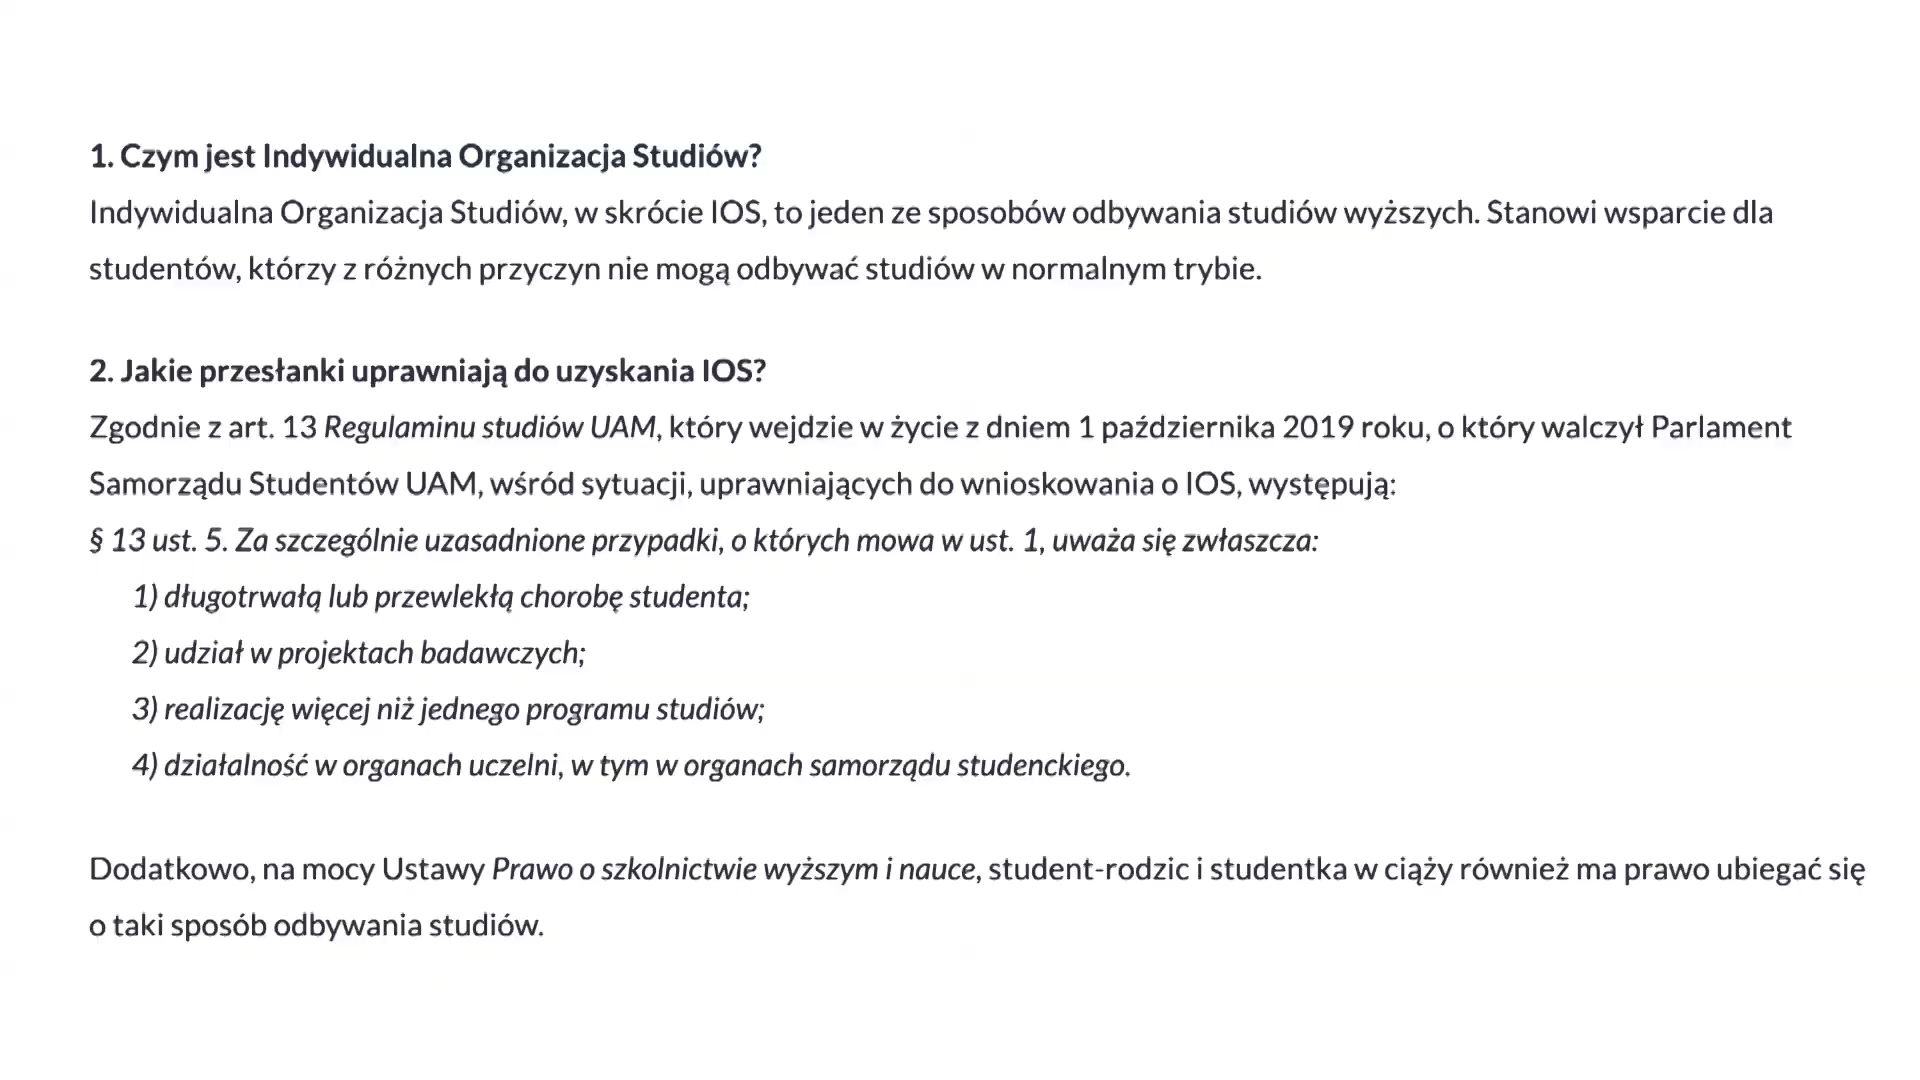 1. Czym jest Indywidualna Organizacja Studiów?
Indywidualna Organizacja Studiów, w skrócie IOS, to jeden ze sposobów odbywania studiów wyższych. Stanowi wsparcie dla
studentów, którzy z różnych przyczyn nie mogą odbywać studiów w normalnym trybie.
2. Jakie przesłanki uprawniają do uzyskania IOS?
Zgodnie z art. 13 Regulaminu studiów UAM, który wejdzie w życie z dniem 1 października 2019 roku, o który walczył Parlament
Samorządu Studentów UAM, wśród sytuacji, uprawniających do wnioskowania o IOS, występują:
§ 13 ust. 5. Za szczególnie uzasadnione przypadki, o których mowa w ust. 1, uważa się zwłaszcza:
1) długotrwałą lub przewlekłą chorobę studenta;
2) udział w projektach badawczych;
3) realizację więcej niż jednego programu studiów;
4) działalność w organach uczelni, w tym w organach samorządu studenckiego.
Dodatkowo, na mocy Ustawy Prawo o szkolnictwie wyższym i nauce, student-rodzic i studentka w ciąży również ma prawo ubiegać się
o taki sposób odbywania studiów.